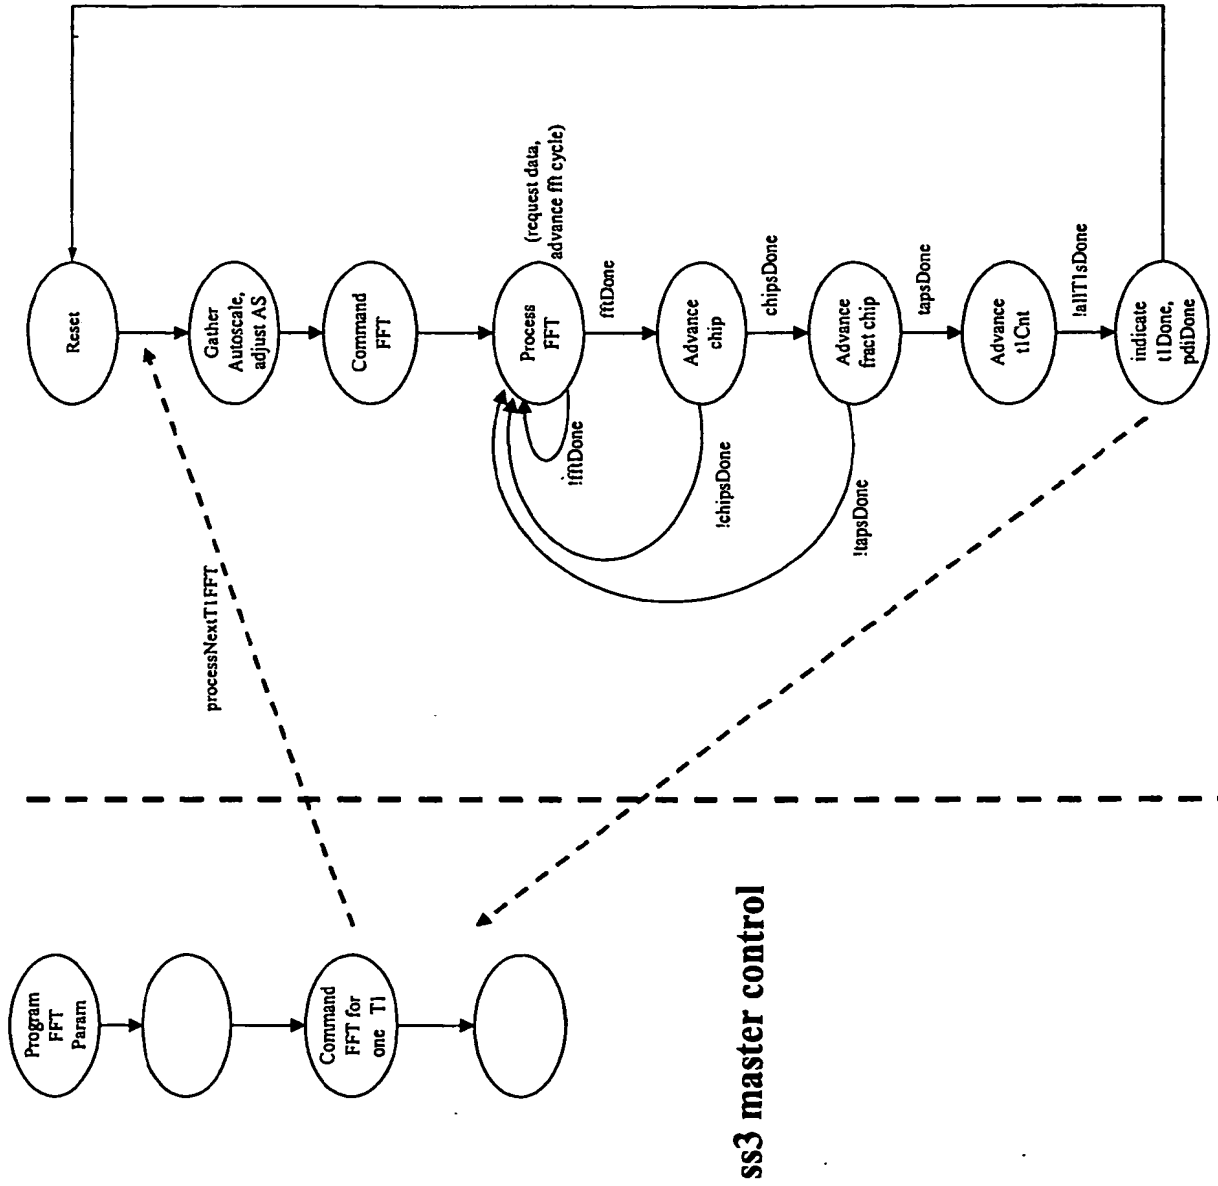 Reset
Gather
Autoscale,
adjust AS
Command
FFT
Process
FFT
(request data,
advance fft cycle)
!fftDone
fftDone
Advance
chip
!chipsDone
chipsDone
Advance
fract chip
!tapsDone
tapsDone
Advance
t1Cnt
!allT1sDone
indicate
t1Done,
pdiDone
processNextT1FFT
Program
FFT
Param
Command
FFT for
one T1
ss3 master control